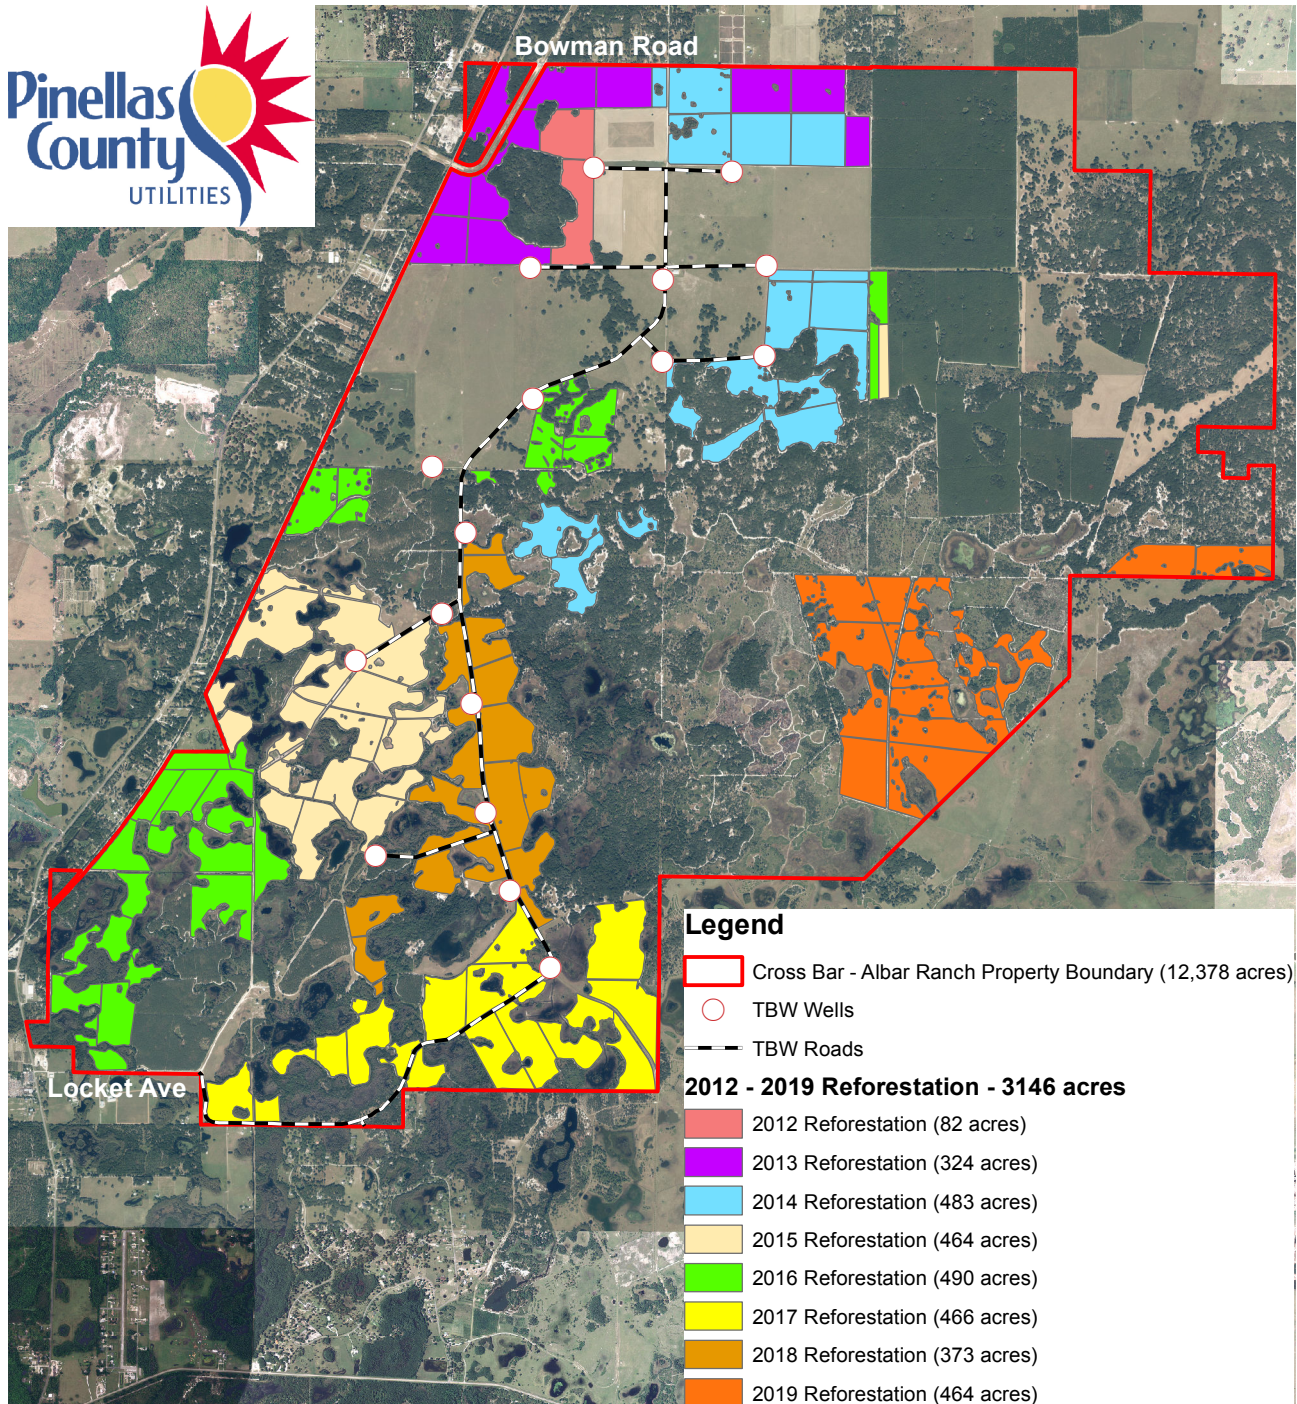 Pinellas
County
UTILITIES
Bowman Road
Locket Ave
Legend
Cross Bar - Albar Ranch Property Boundary (12,378 acres)
TBW Wells
TBW Roads
2012 - 2019 Reforestation - 3146 acres
2012 Reforestation (82 acres)
2013 Reforestation (324 acres)
2014 Reforestation (483 acres)
2015 Reforestation (464 acres)
2016 Reforestation (490 acres)
2017 Reforestation (466 acres)
2018 Reforestation (373 acres)
2019 Reforestation (464 acres)